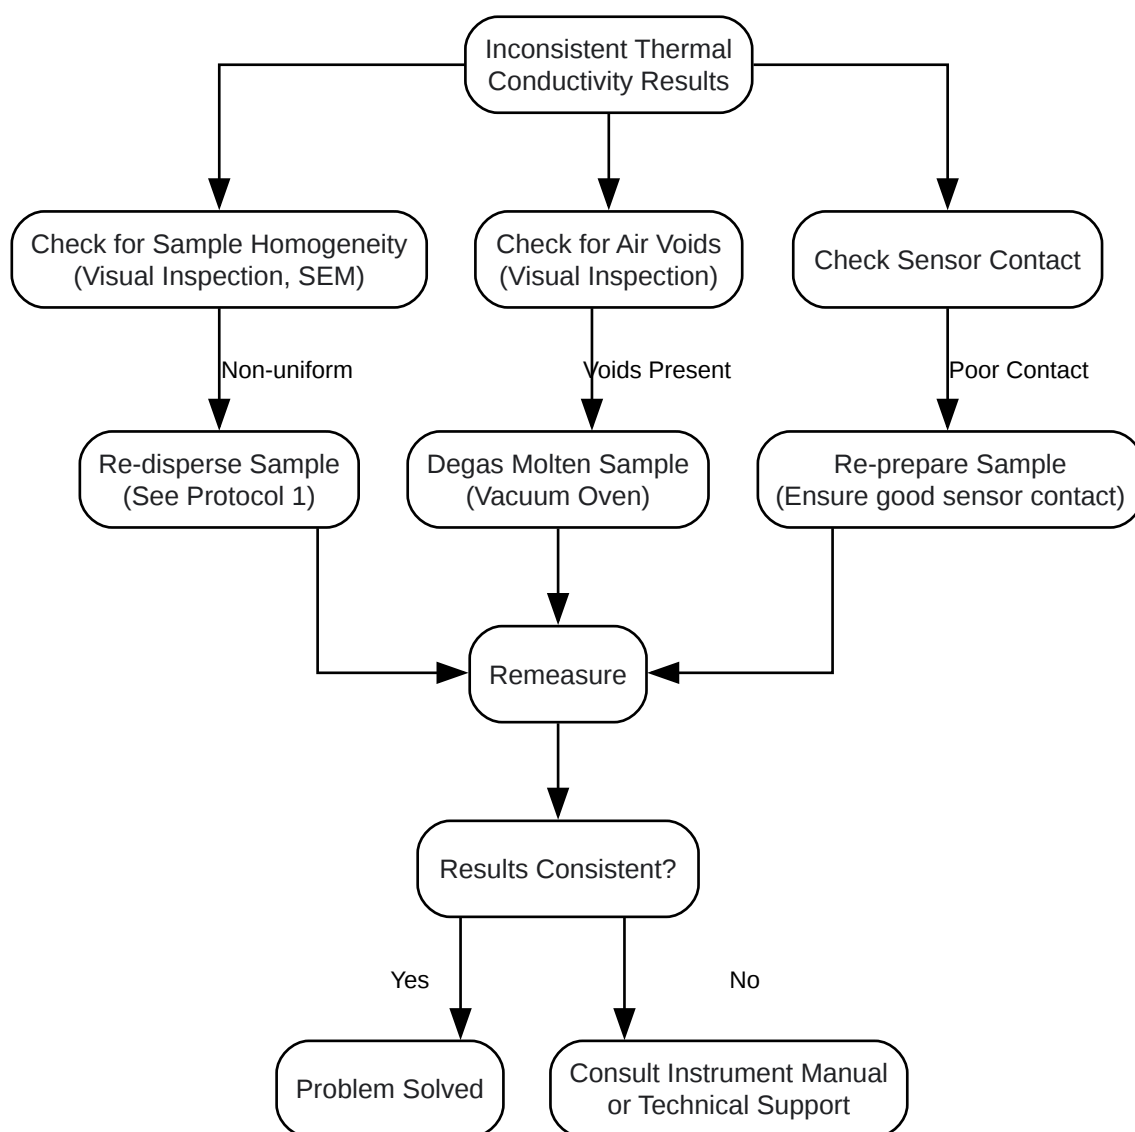 Inconsistent Thermal
Conductivity Results
Check for Sample Homogeneity
(Visual Inspection, SEM)
Check for Air Voids
(Visual Inspection)
Check Sensor Contact
Non-uniform
Voids Present
Poor Contact
Re-disperse Sample
(See Protocol 1)
Degas Molten Sample
(Vacuum Oven)
Re-prepare Sample
(Ensure good sensor contact)
Remeasure
Results Consistent?
Yes
No
Problem Solved
Consult Instrument Manual
or Technical Support